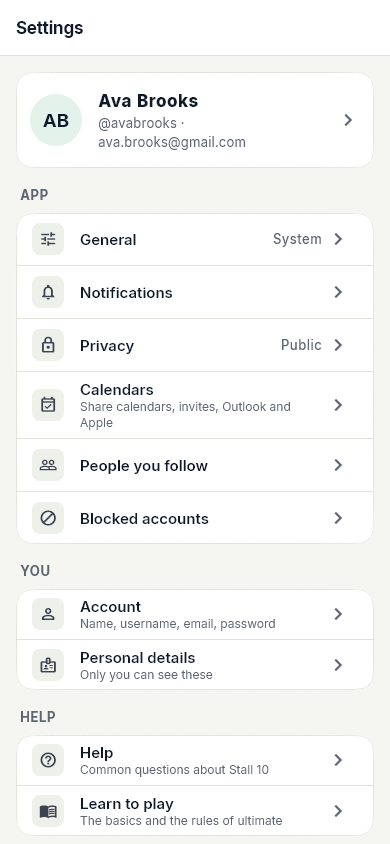 Settings
AB
Ava Brooks
@avabrooks ·
ava.brooks@gmail.com
APP
General
System
Notifications
Privacy
Public
Calendars
Share calendars, invites, Outlook and
Apple
People you follow
Blocked accounts
YOU
Account
Name, username, email, password
Personal details
Only you can see these
HELP
Help
Common questions about Stall 10
Learn to play
The basics and the rules of ultimate